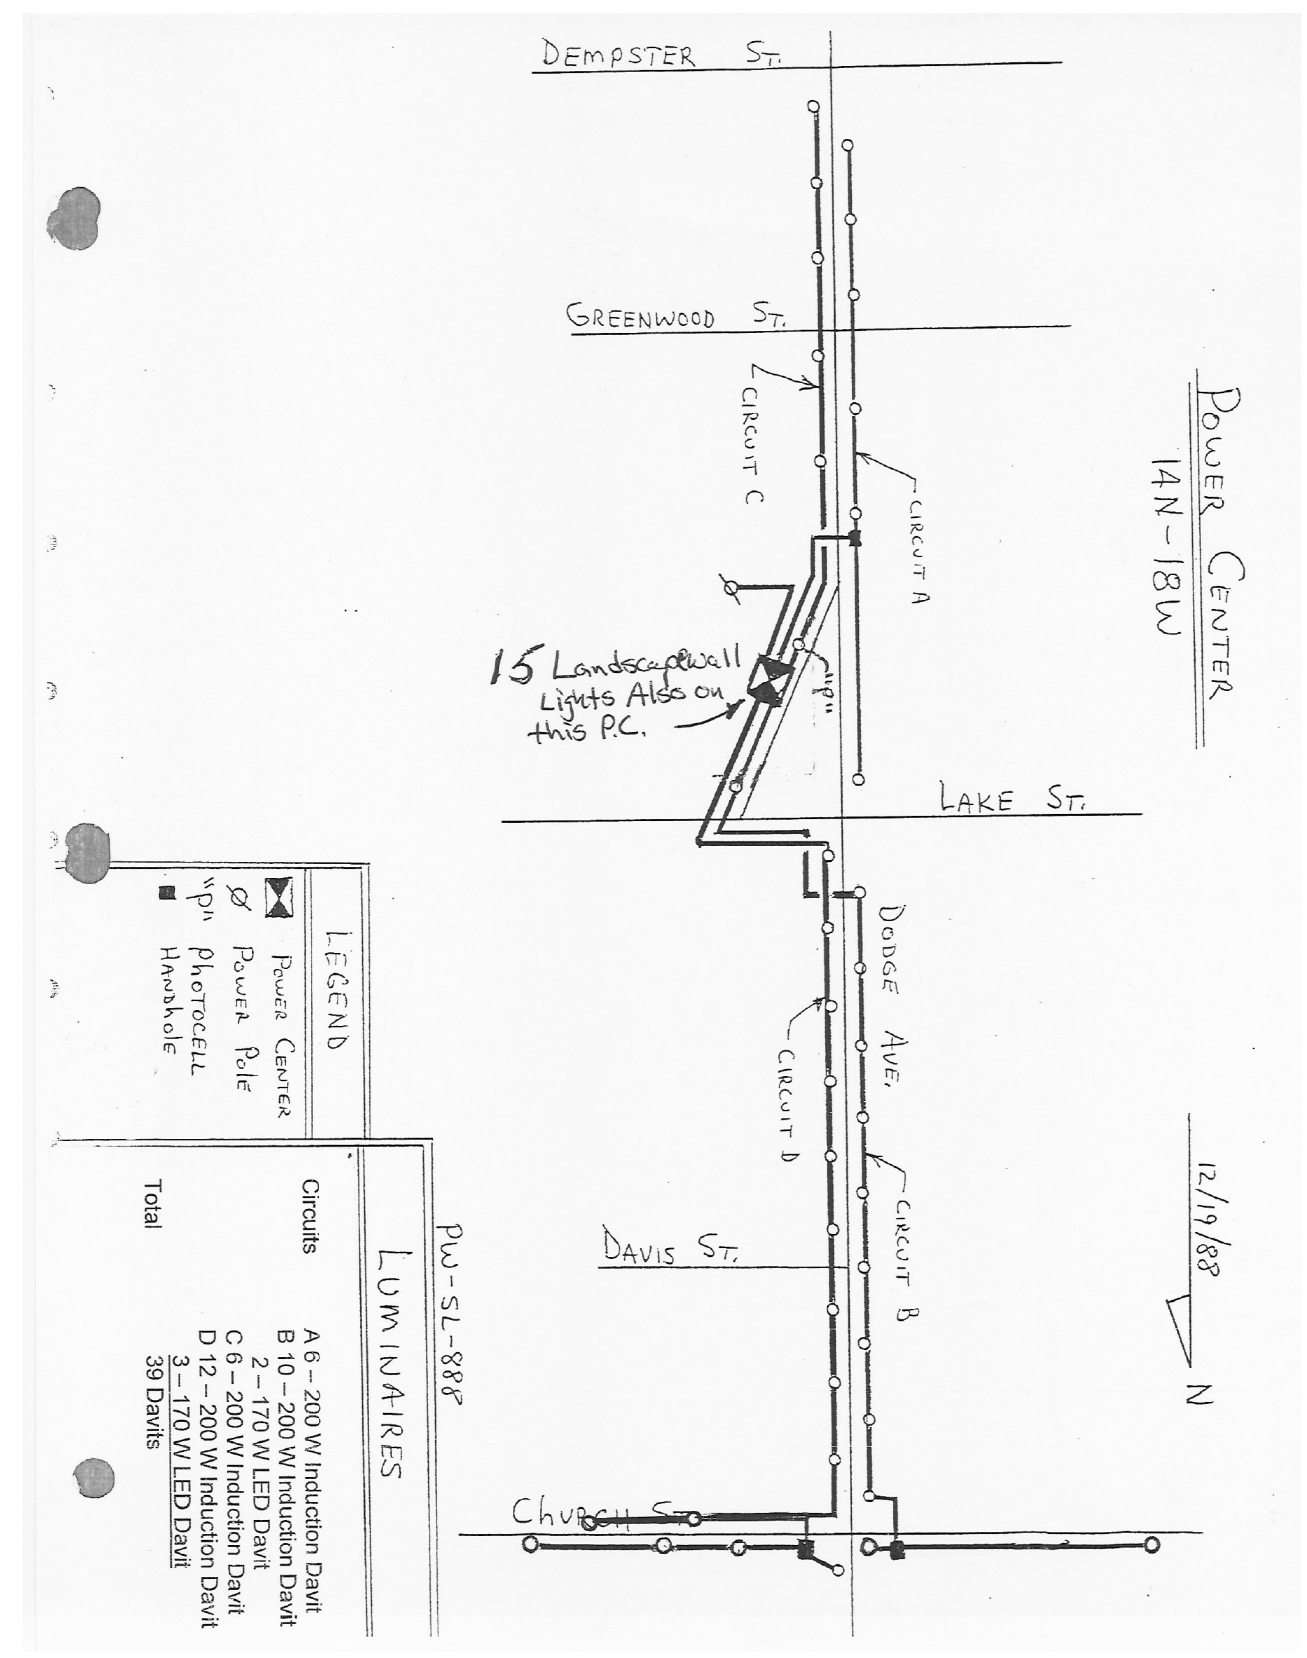 DEMPSTER ST.
GREENWOOD ST.
CIRCUIT C
CIRCUIT A
POWER CENTER
14N-18W
15 Landscape wall
Lights Also on
this P.C.
"P"
LAKE ST.
DODGE AVE.
CIRCUIT D
CIRCUIT B
DAVIS ST.
12/19/88
N
CHURCH ST.
LEGEND
POWER CENTER
POWER POLE
"P" PHOTOCELL
HANDHOLE
PW-SL-888
LUMINAIRES
Circuits A 6 – 200 W Induction Davit
B 10 – 200 W Induction Davit
2 – 170 W LED Davit
C 6 – 200 W Induction Davit
D 12 – 200 W Induction Davit
3 – 170 W LED Davit
Total 39 Davits